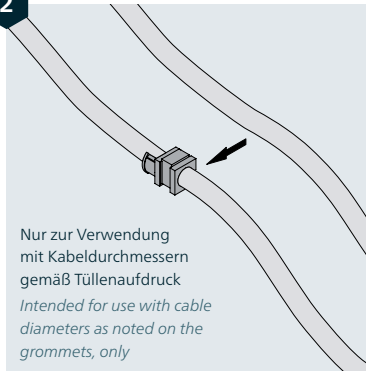 2
Nur zur Verwendung
mit Kabeldurchmessern
gemäß Tüllenaufdruck
Intended for use with cable
diameters as noted on the
grommets, only